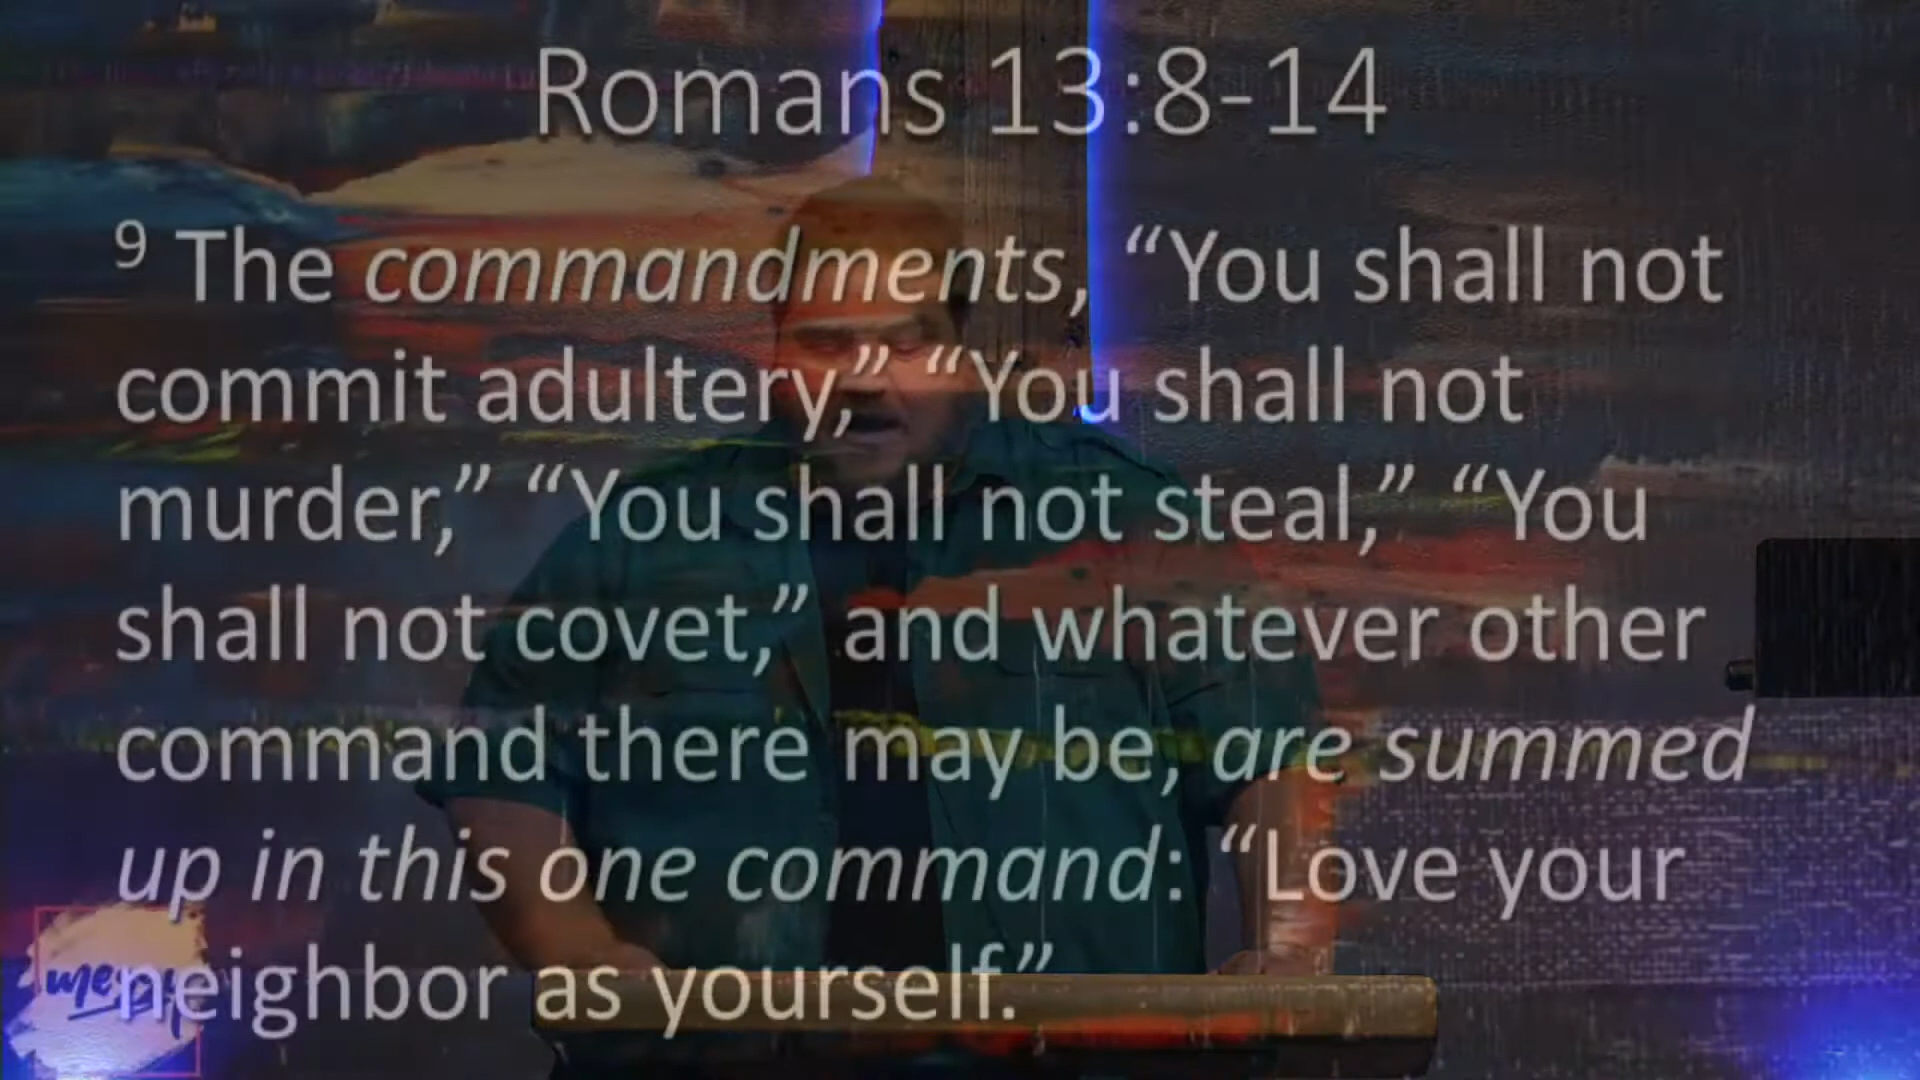 Romans 13:8-14
9 The commandments, “You shall not
commit adultery,” “You shall not
murder,” “You shall not steal,” “You
shall not covet,” and whatever other
command there may be, are summed
up in this one command: “Love your
neighbor as yourself.”